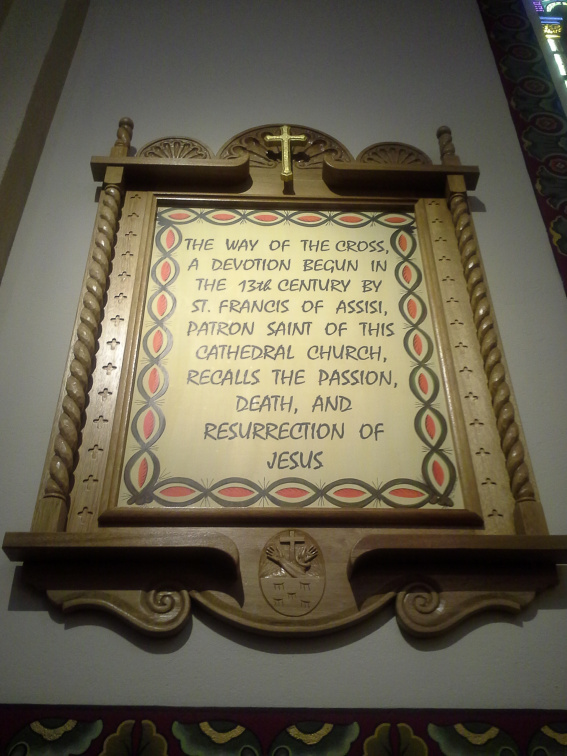 THE WAY OF THE CROSS,
A DEVOTION BEGUN IN
THE 13th CENTURY BY
ST. FRANCIS OF ASSISI,
PATRON SAINT OF THIS
CATHEDRAL CHURCH,
RECALLS THE PASSION,
DEATH, AND
RESURRECTION OF
JESUS